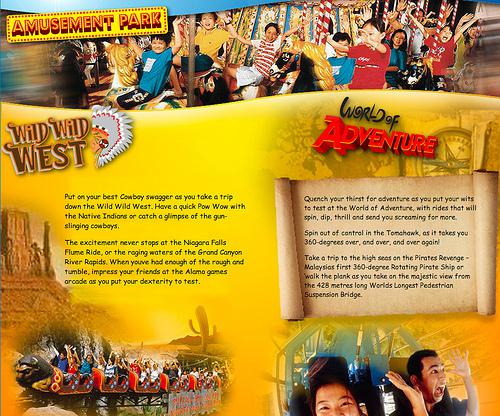 AMUSEMENT PARK
WILD WILD
WEST
WORLD OF
ADVENTURE
Put on your best Cowboy swagger as you take a trip
down the Wild Wild West. Have a quick Pow Wow with
the Native Indians or catch a glimpse of the gun-
slinging cowboys.
The excitement never stops at the Niagara Falls
Flume Ride, or the raging waters of the Grand Canyon
River Rapids. When youve had enough of the rough and
tumble, impress your friends at the Alamo games
arcade as you put your dexterity to test.
Quench your thirst for adventure as you put your wits
to test at the World of Adventure, with rides that will
spin, dip, thrill and send you screaming for more.
Spin out of control in the Tomahawk, as it takes you
360-degrees over, and over, and over again!
Take a trip to the high seas on the Pirates Revenge –
Malaysias first 360-degree Rotating Pirate Ship or
walk the plank as you take on the majestic view from
the 428 metres long Worlds Longest Pedestrian
Suspension Bridge.